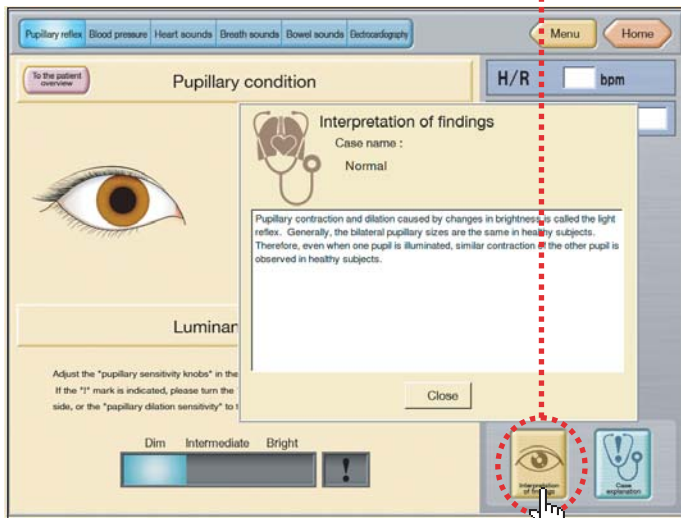 Pupillary reflex Blood pressure Heart sounds Breath sounds Bowel sounds Electrocardiography
Menu
Home
To the patient
overview
Pupillary condition
H/R bpm
Interpretation of findings
Case name :
Normal
Pupillary contraction and dilation caused by changes in brightness is called the light
reflex. Generally, the bilateral pupillary sizes are the same in healthy subjects.
Therefore, even when one pupil is illuminated, similar contraction of the other pupil is
observed in healthy subjects.
Close
Luminan
Adjust the "pupillary sensitivity knobs" in the
If the "!" mark is indicated, please turn the
side, or the "papillary dilation sensitivity" to t
Dim Intermediate Bright
!
Interpretation
of findings
Case
explanation